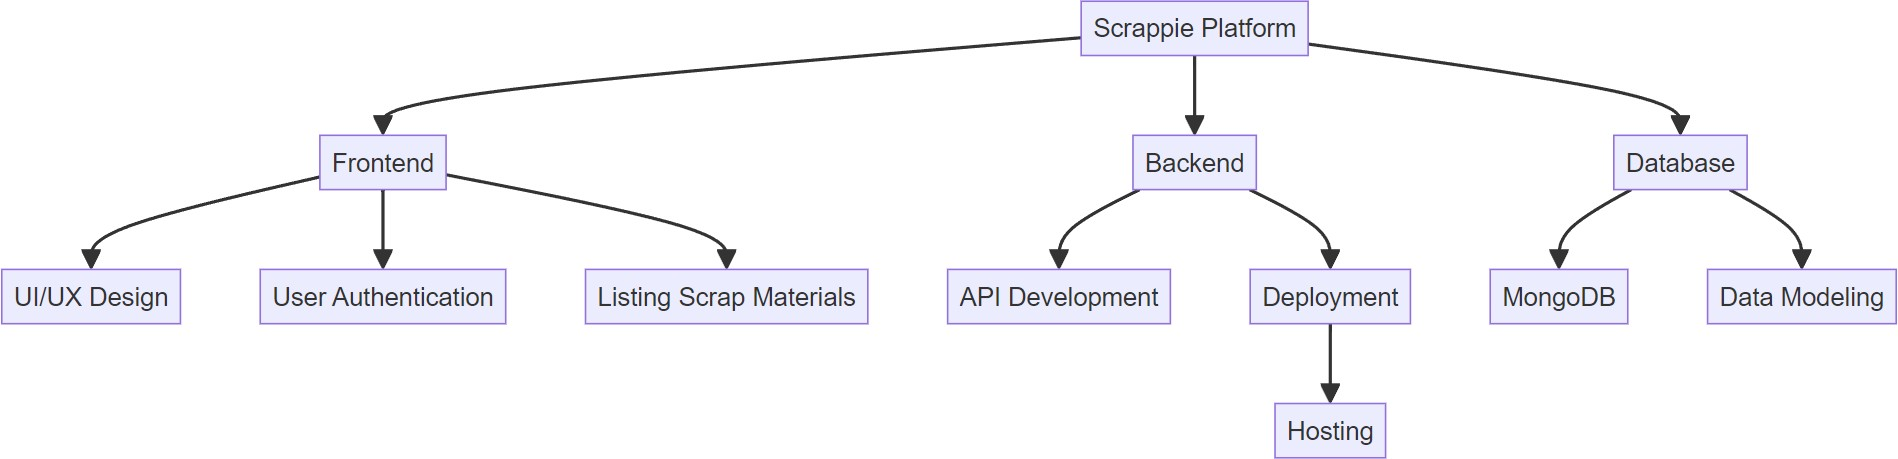 Scrappie Platform
Frontend
Backend
Database
UI/UX Design
User Authentication
Listing Scrap Materials
API Development
Deployment
MongoDB
Data Modeling
Hosting